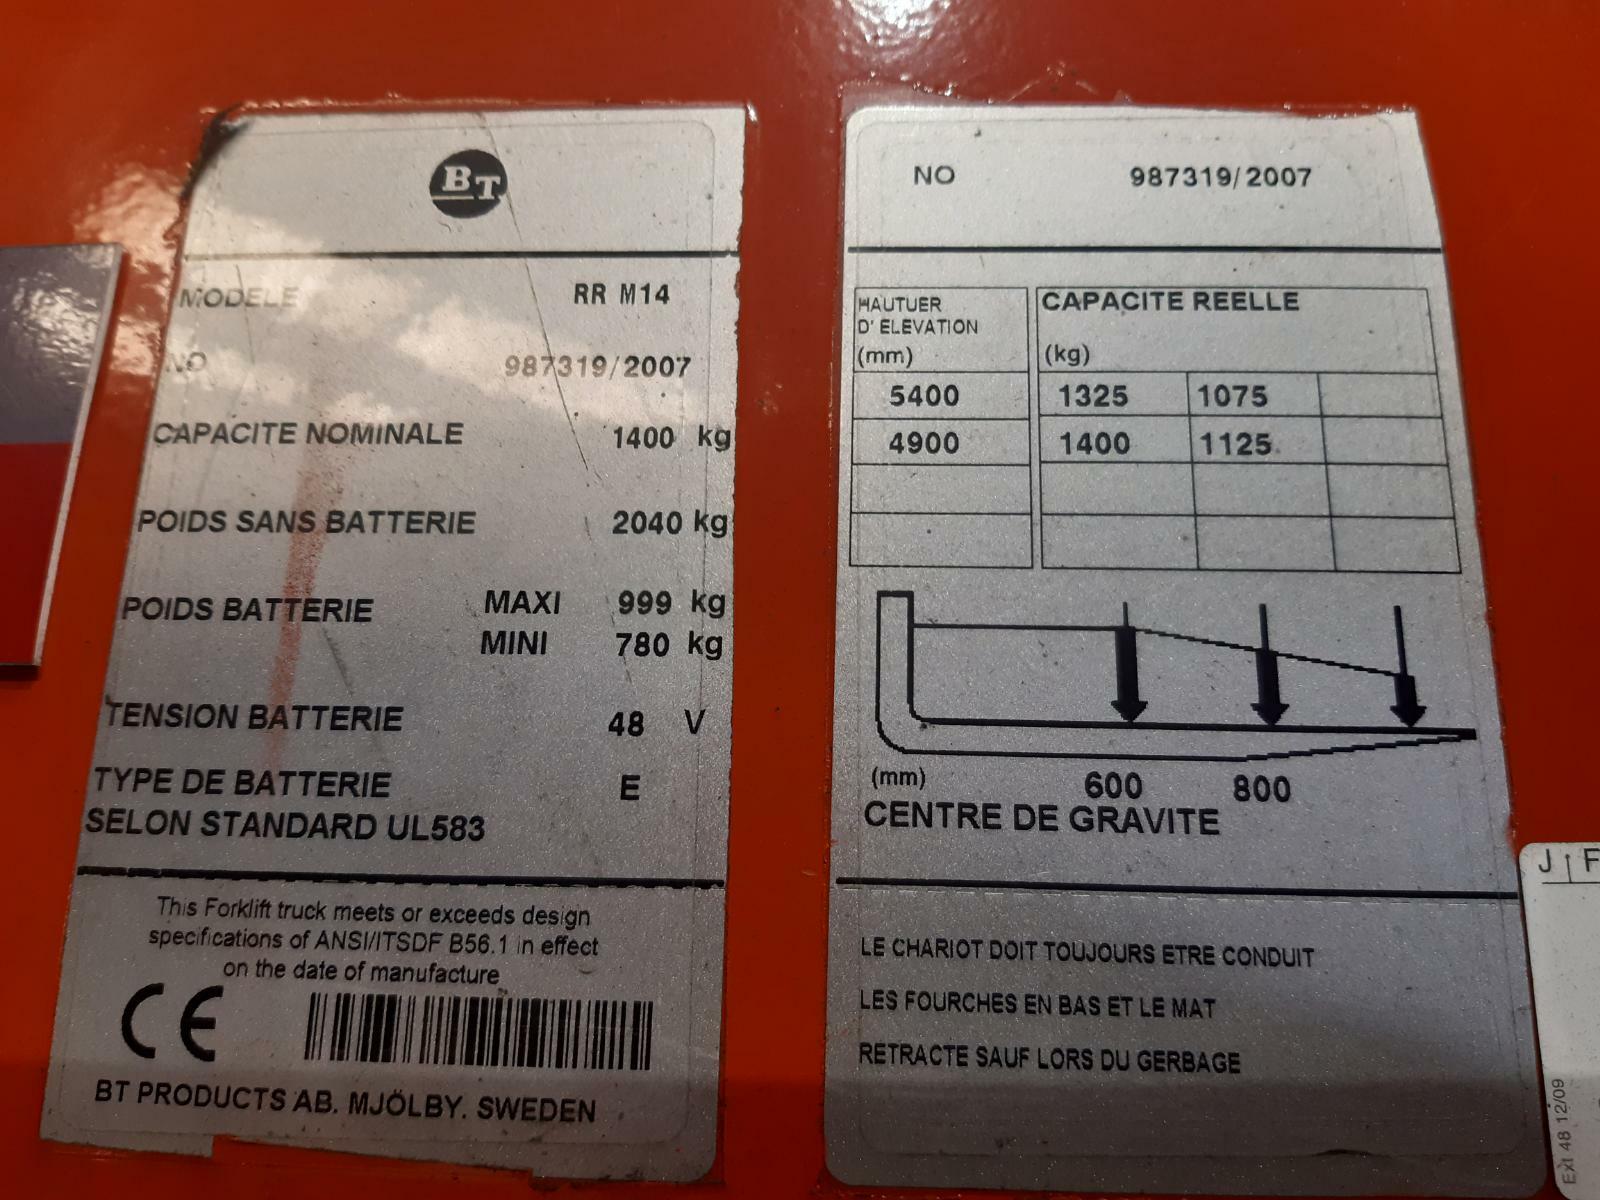 BT
MODELE RR M14
NO 987319/2007
CAPACITE NOMINALE 1400 kg
POIDS SANS BATTERIE 2040 kg
POIDS BATTERIE MAXI 999 kg
MINI 780 kg
TENSION BATTERIE 48 V
TYPE DE BATTERIE E
SELON STANDARD UL583
This Forklift truck meets or exceeds design
specifications of ANSI/ITSDF B56.1 in effect
on the date of manufacture
CE
BT PRODUCTS AB. MJÖLBY. SWEDEN
NO 987319/2007
HAUTUER
D' ELEVATION
(mm)
CAPACITE REELLE
(kg)
5400 1325 1075
4900 1400 1125
(mm) 600 800
CENTRE DE GRAVITE
LE CHARIOT DOIT TOUJOURS ETRE CONDUIT
LES FOURCHES EN BAS ET LE MAT
RETRACTE SAUF LORS DU GERBAGE
J F
Ext 48 12/09